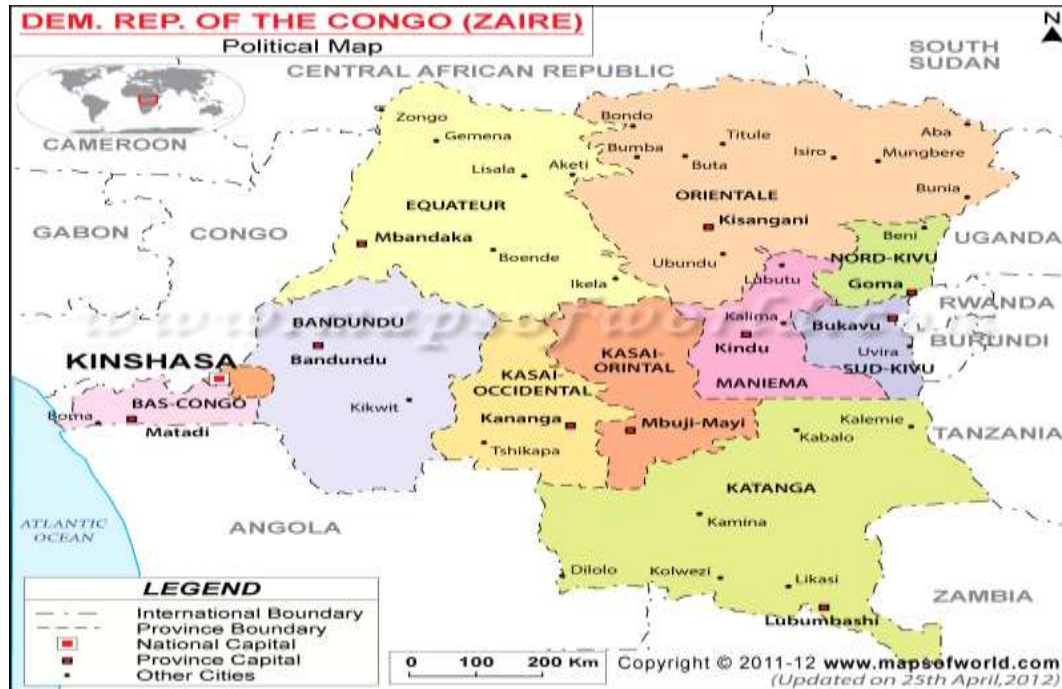 DEM. REP. OF THE CONGO (ZAIRE)
Political Map
N
SOUTH
SUDAN
CENTRAL AFRICAN REPUBLIC
CAMEROON
Zongo
Gemena
Bondo
Titule
Aba
Bumba
Buta
Isiro
Mungbere
Lisala
Aketi
Bunia
EQUATEUR
ORIENTALE
GABON
CONGO
Mbandaka
Kisangani
Beni
UGANDA
Boende
Ubundu
NORD-KIVU
Lubutu
Ikela
Goma
RWANDA
www.mapsofworld.com
BANDUNDU
Kalima
Bukavu
BURUNDI
Bandundu
Kindu
KINSHASA
KASAI-
ORINTAL
Uvira
KASAI-
OCCIDENTAL
SUD-KIVU
MANIEMA
BAS-CONGO
Kikwit
Boma
Matadi
Kananga
Mbuji-Mayi
Kalemie
Kabalo
TANZANIA
Tshikapa
KATANGA
ATLANTIC
OCEAN
ANGOLA
Kamina
Dilolo
Kolwezi
Likasi
ZAMBIA
Lubumbashi
LEGEND
International Boundary
Province Boundary
National Capital
Province Capital
Other Cities
0 100 200 Km
Copyright © 2011-12 www.mapsofworld.com
(Updated on 25th April,2012)